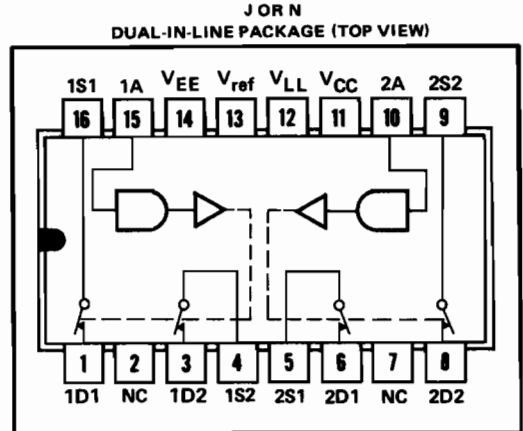 J OR N
DUAL-IN-LINE PACKAGE (TOP VIEW)
1S1 1A VEE Vref VLL VCC 2A 2S2
16 15 14 13 12 11 10 9
1 2 3 4 5 6 7 8
1D1 NC 1D2 1S2 2S1 2D1 NC 2D2